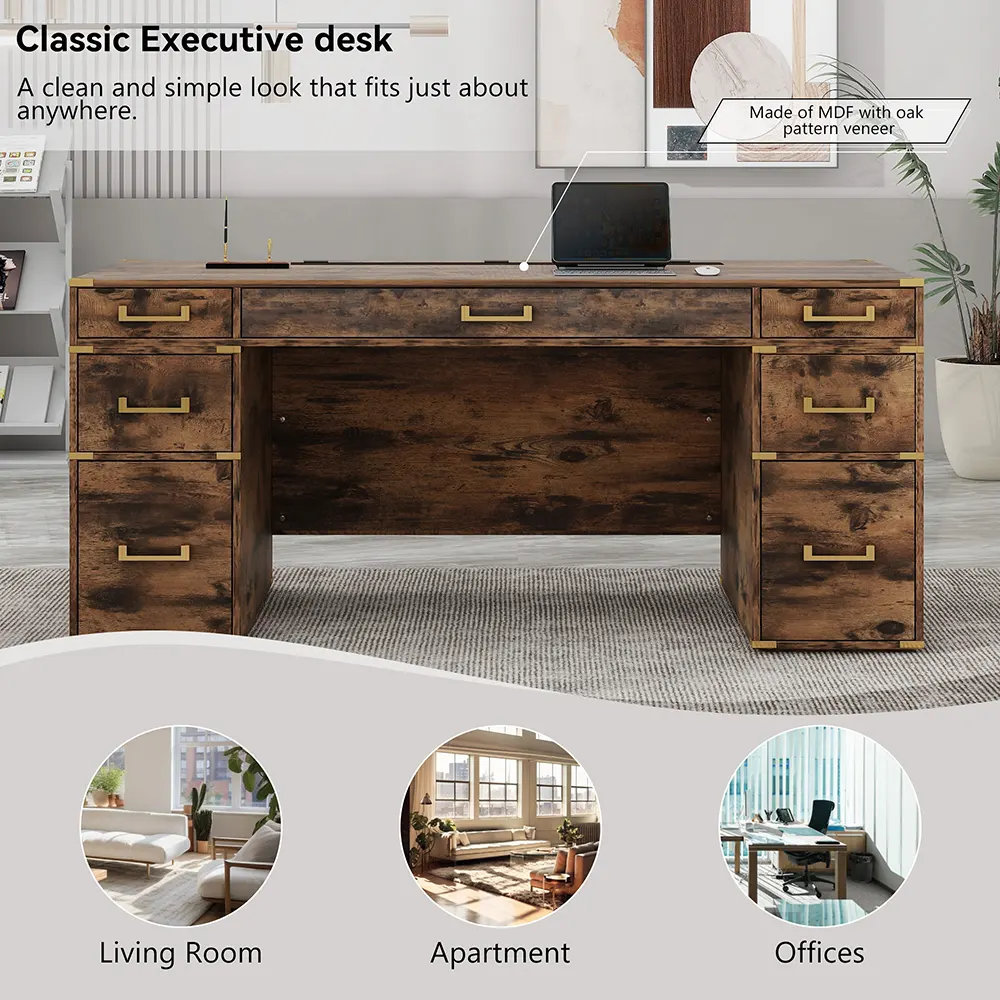 Classic Executive desk
A clean and simple look that fits just about
anywhere.
Made of MDF with oak
pattern veneer
Living Room
Apartment
Offices